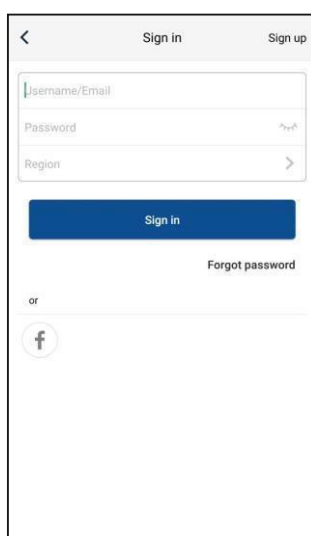 Sign in Sign up
Username/Email
Password
Region
Sign in
Forgot password
or
f